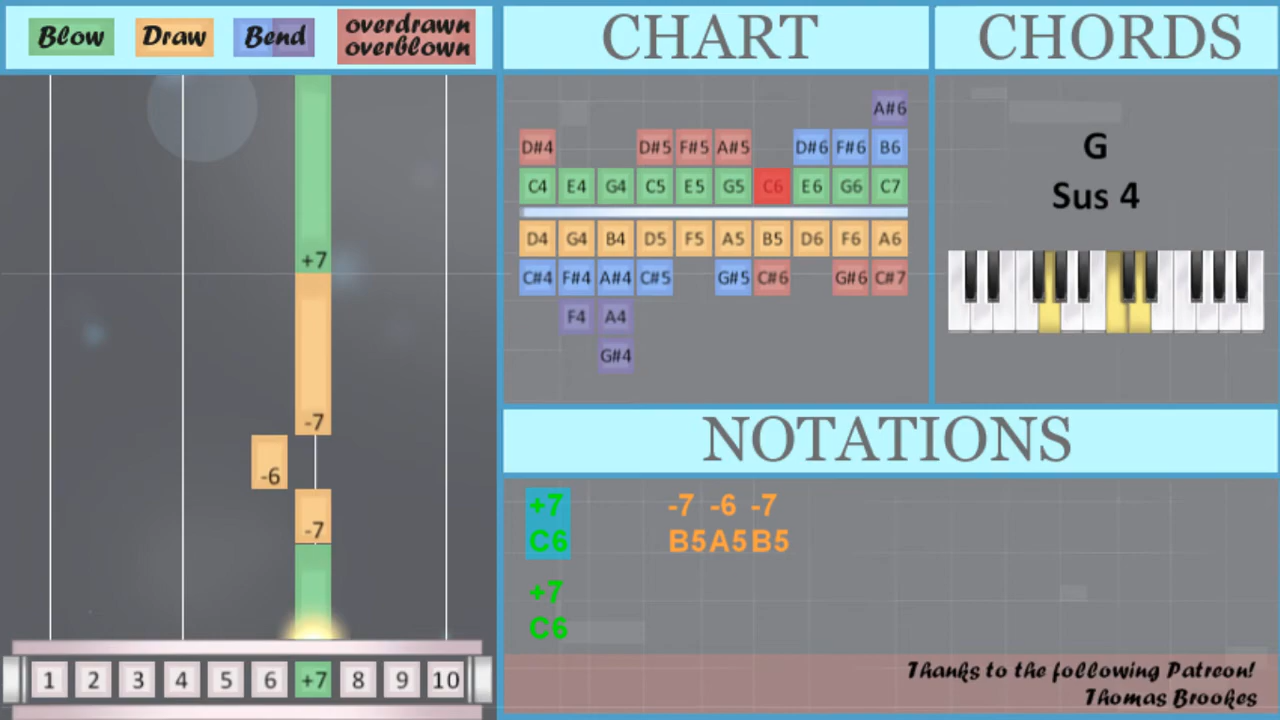 Blow Draw Bend overdrawn
overblown
CHART
CHORDS
+7
-7
-6
-7
1 2 3 4 5 6 +7 8 9 10
A#6
D#4 D#5 F#5 A#5 D#6 F#6 B6
C4 E4 G4 C5 E5 G5 C6 E6 G6 C7
D4 G4 B4 D5 F5 A5 B5 D6 F6 A6
C#4 F#4 A#4 C#5 G#5 C#6 G#6 C#7
F4 A4
G#4
G
Sus 4
NOTATIONS
+7 -7 -6 -7
C6 B5 A5 B5
+7
C6
Thanks to the following Patreon!
Thomas Brookes